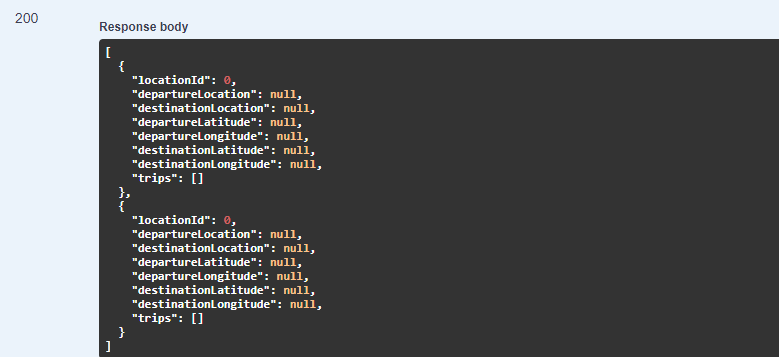 200
Response body
[
  {
    "locationId": 0,
    "departureLocation": null,
    "destinationLocation": null,
    "departureLatitude": null,
    "departureLongitude": null,
    "destinationLatitude": null,
    "destinationLongitude": null,
    "trips": []
  },
  {
    "locationId": 0,
    "departureLocation": null,
    "destinationLocation": null,
    "departureLatitude": null,
    "departureLongitude": null,
    "destinationLatitude": null,
    "destinationLongitude": null,
    "trips": []
  }
]